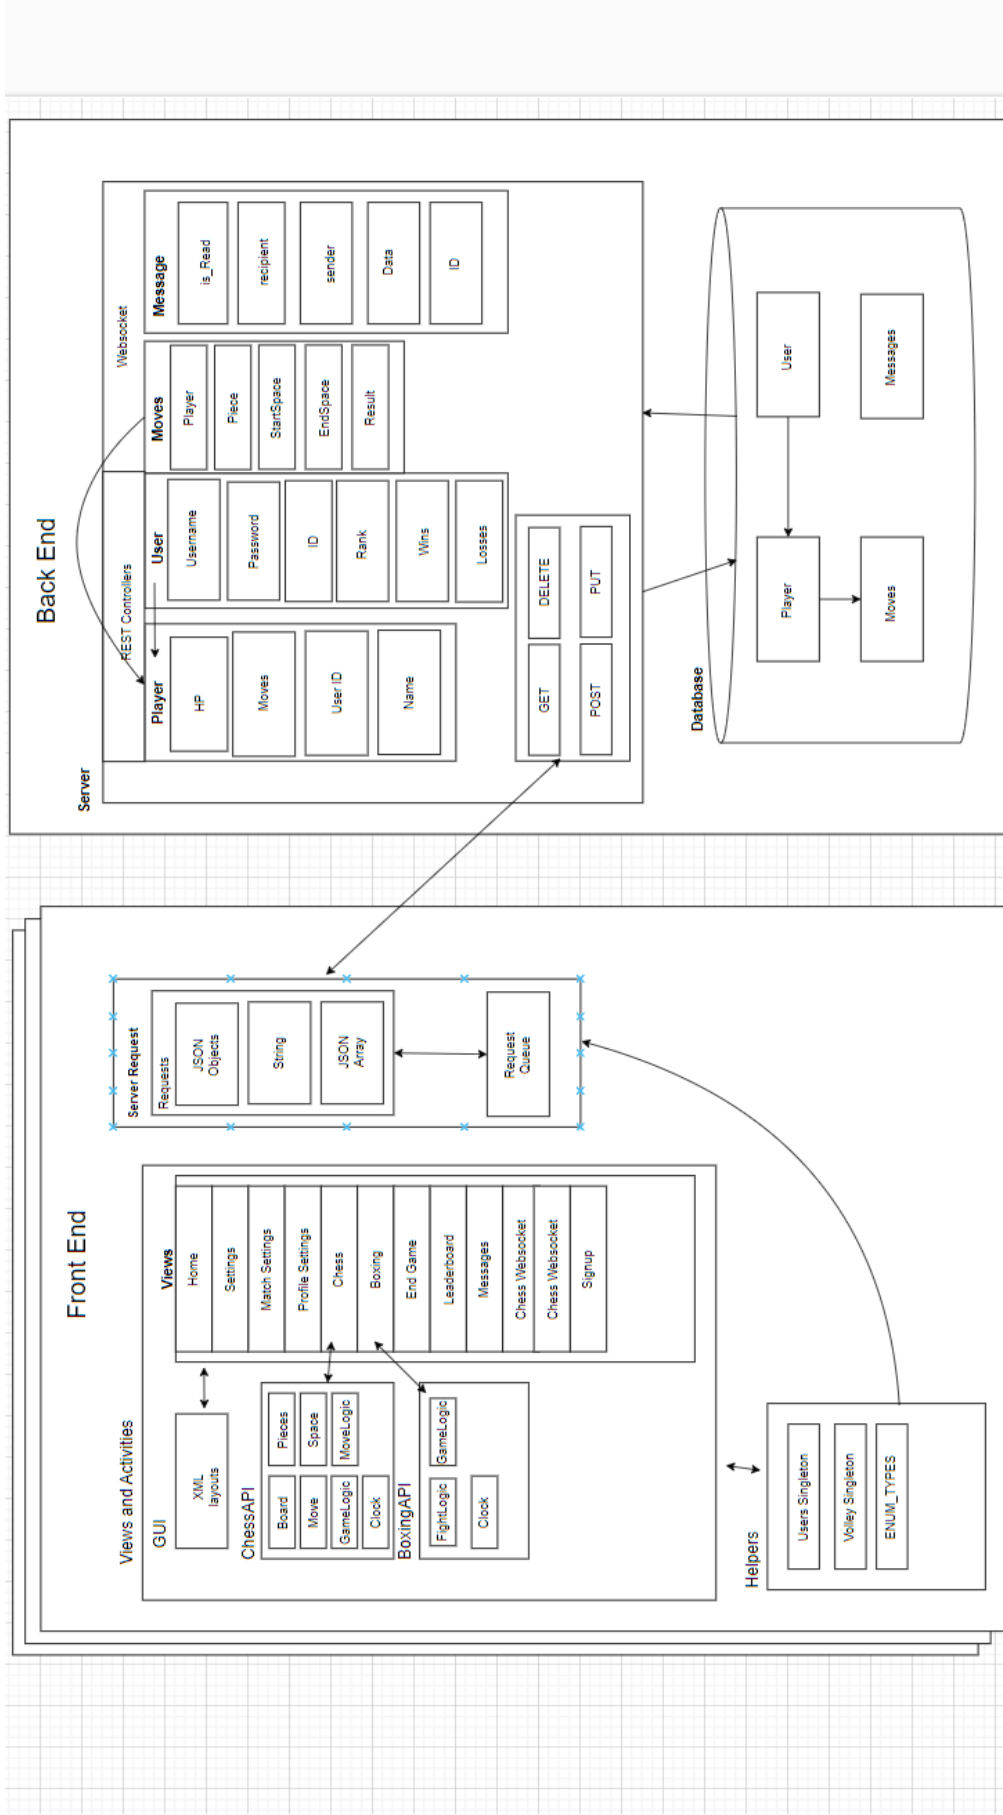 Front End
Views and Activities
GUI
XML
layouts
ChessAPI
Board
Pieces
Move
Space
GameLogic
MoveLogic
Clock
BoxingAPI
FightLogic
GameLogic
Clock
Views
Home
Settings
Match Settings
Profile Settings
Chess
Boxing
End Game
Leaderboard
Messages
Chess Websocket
Chess Websocket
Signup
Helpers
Users Singleton
Volley Singleton
ENUM_TYPES
Server Request
Requests
JSON
Objects
String
JSON
Array
Request
Queue
Back End
Server
REST Controllers
Websocket
Player
HP
Moves
User ID
Name
User
Username
Password
ID
Rank
Wins
Losses
Moves
Player
Piece
StartSpace
EndSpace
Result
Message
is_Read
recipient
sender
Data
ID
GET
DELETE
POST
PUT
Database
Player
User
Moves
Messages